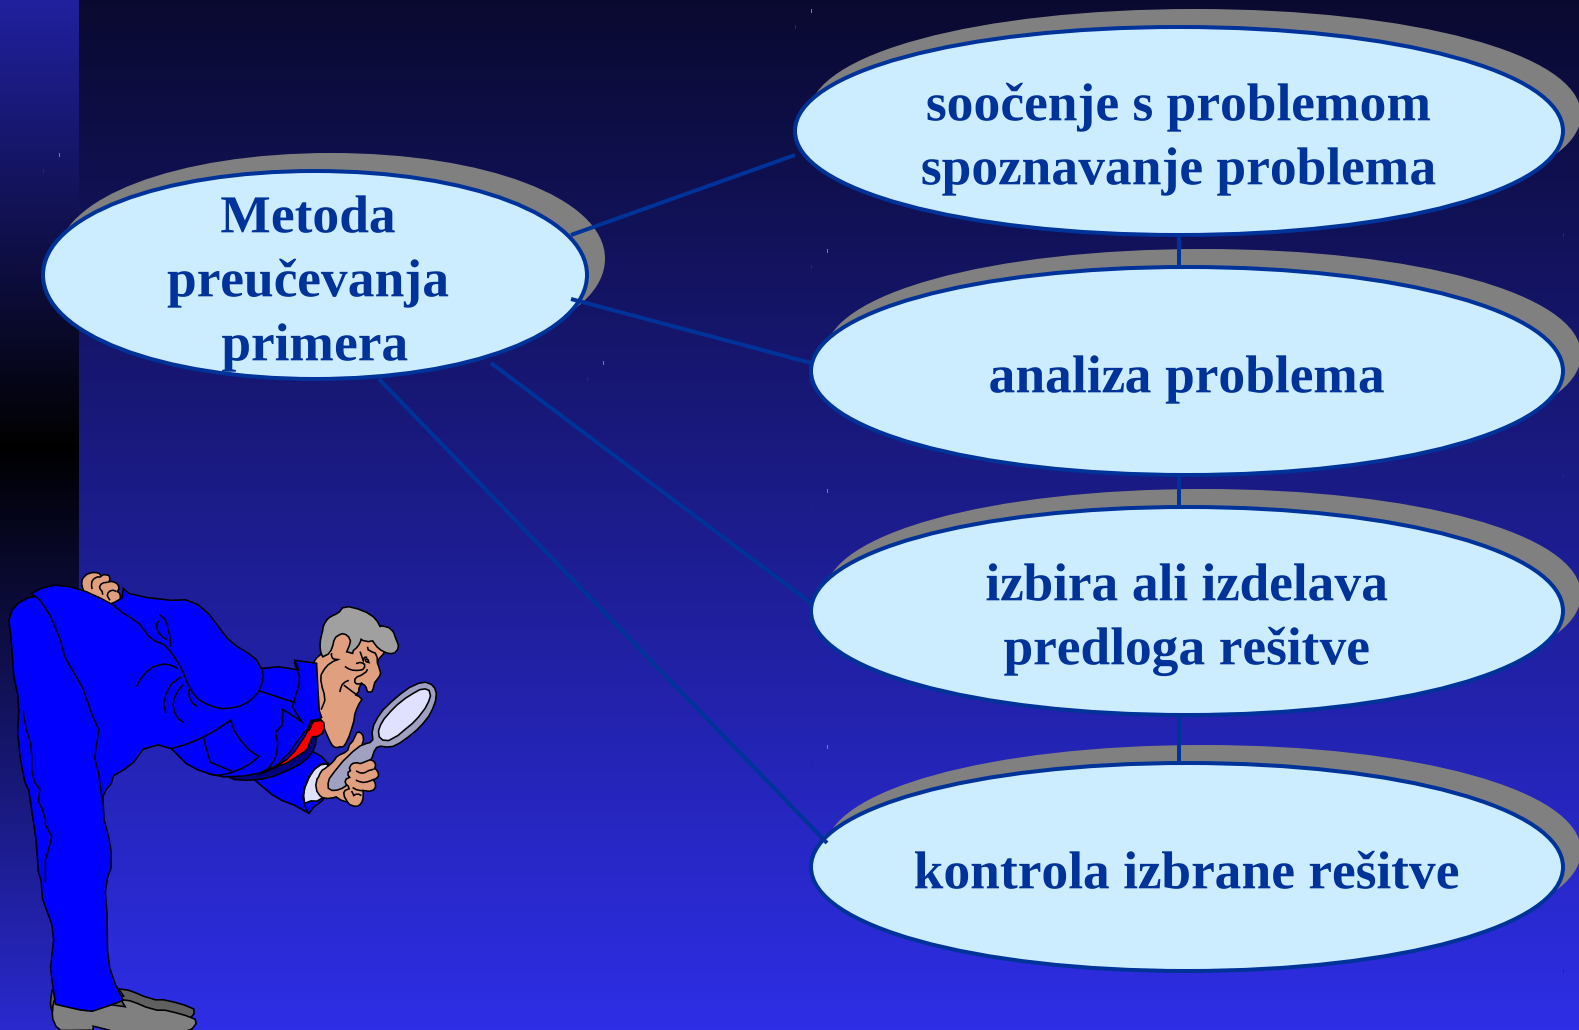 Metoda
preučevanja
primera
soočenje s problemom
spoznavanje problema
analiza problema
izbira ali izdelava
predloga rešitve
kontrola izbrane rešitve